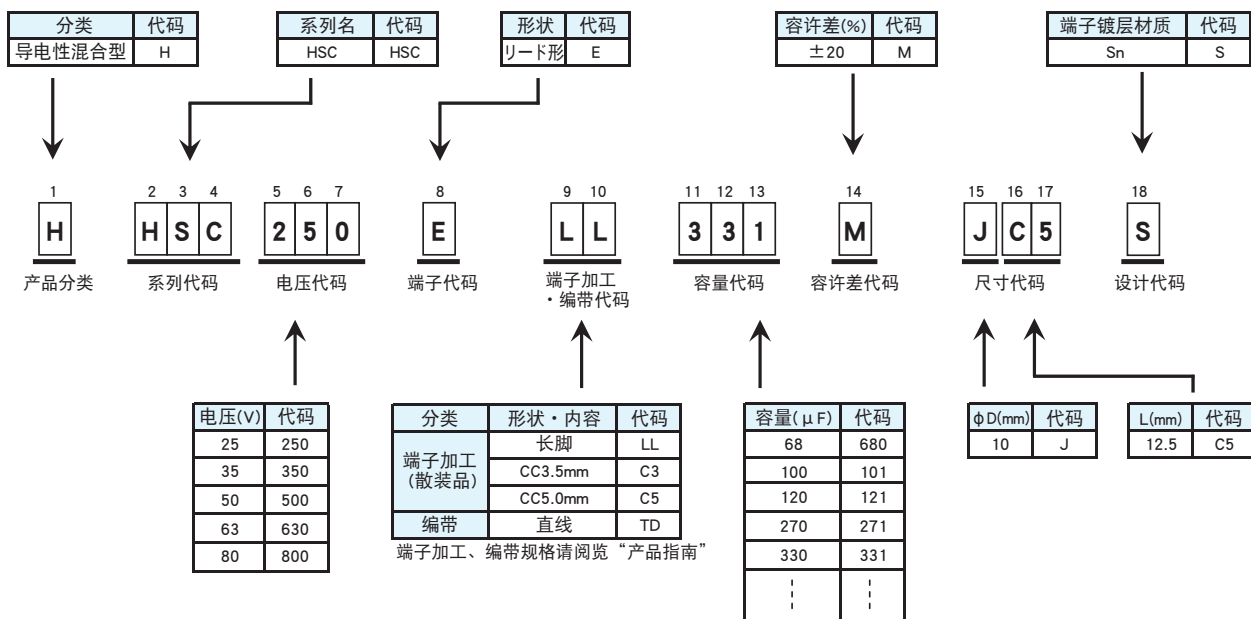 分类 代码 系列名 代码 形状 代码 容许差(%) 代码 端子镀层材质 代码
导电性混合型 H HSC HSC リード形 E ±20 M Sn S
1 2 3 4 5 6 7 8 9 10 11 12 13 14 15 16 17 18
H H S C 2 5 0 E L L 3 3 1 M J C 5 S
产品分类 系列代码 电压代码 端子代码 端子加工 容量代码 容许差代码 尺寸代码 设计代码
・编带代码
电压(V) 代码 分类 形状・内容 代码 容量(μF) 代码 φD(mm) 代码 L(mm) 代码
25 250 端子加工 长脚 LL 68 680 10 J 12.5 C5
35 350 (散装品) CC3.5mm C3 100 101
50 500 CC5.0mm C5 120 121
63 630 编带 直线 TD 270 271
80 800 端子加工、编带规格请阅览“产品指南” 330 331